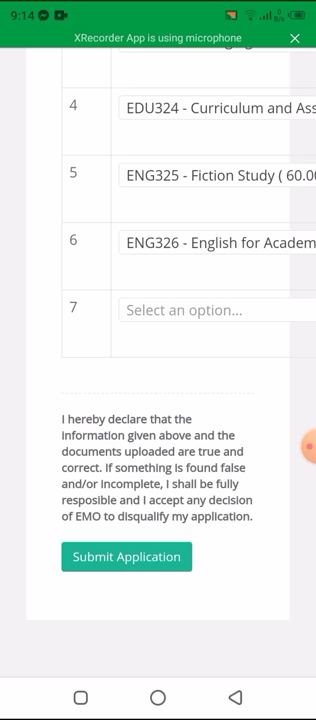 9:14
XRecorder App is using microphone
4
EDU324 - Curriculum and Ass
5
ENG325 - Fiction Study ( 60.00
6
ENG326 - English for Academ
7
Select an option...
I hereby declare that the
information given above and the
documents uploaded are true and
correct. If something is found false
and/or incomplete, I shall be fully
resposible and I accept any decision
of EMO to disqualify my application.
Submit Application